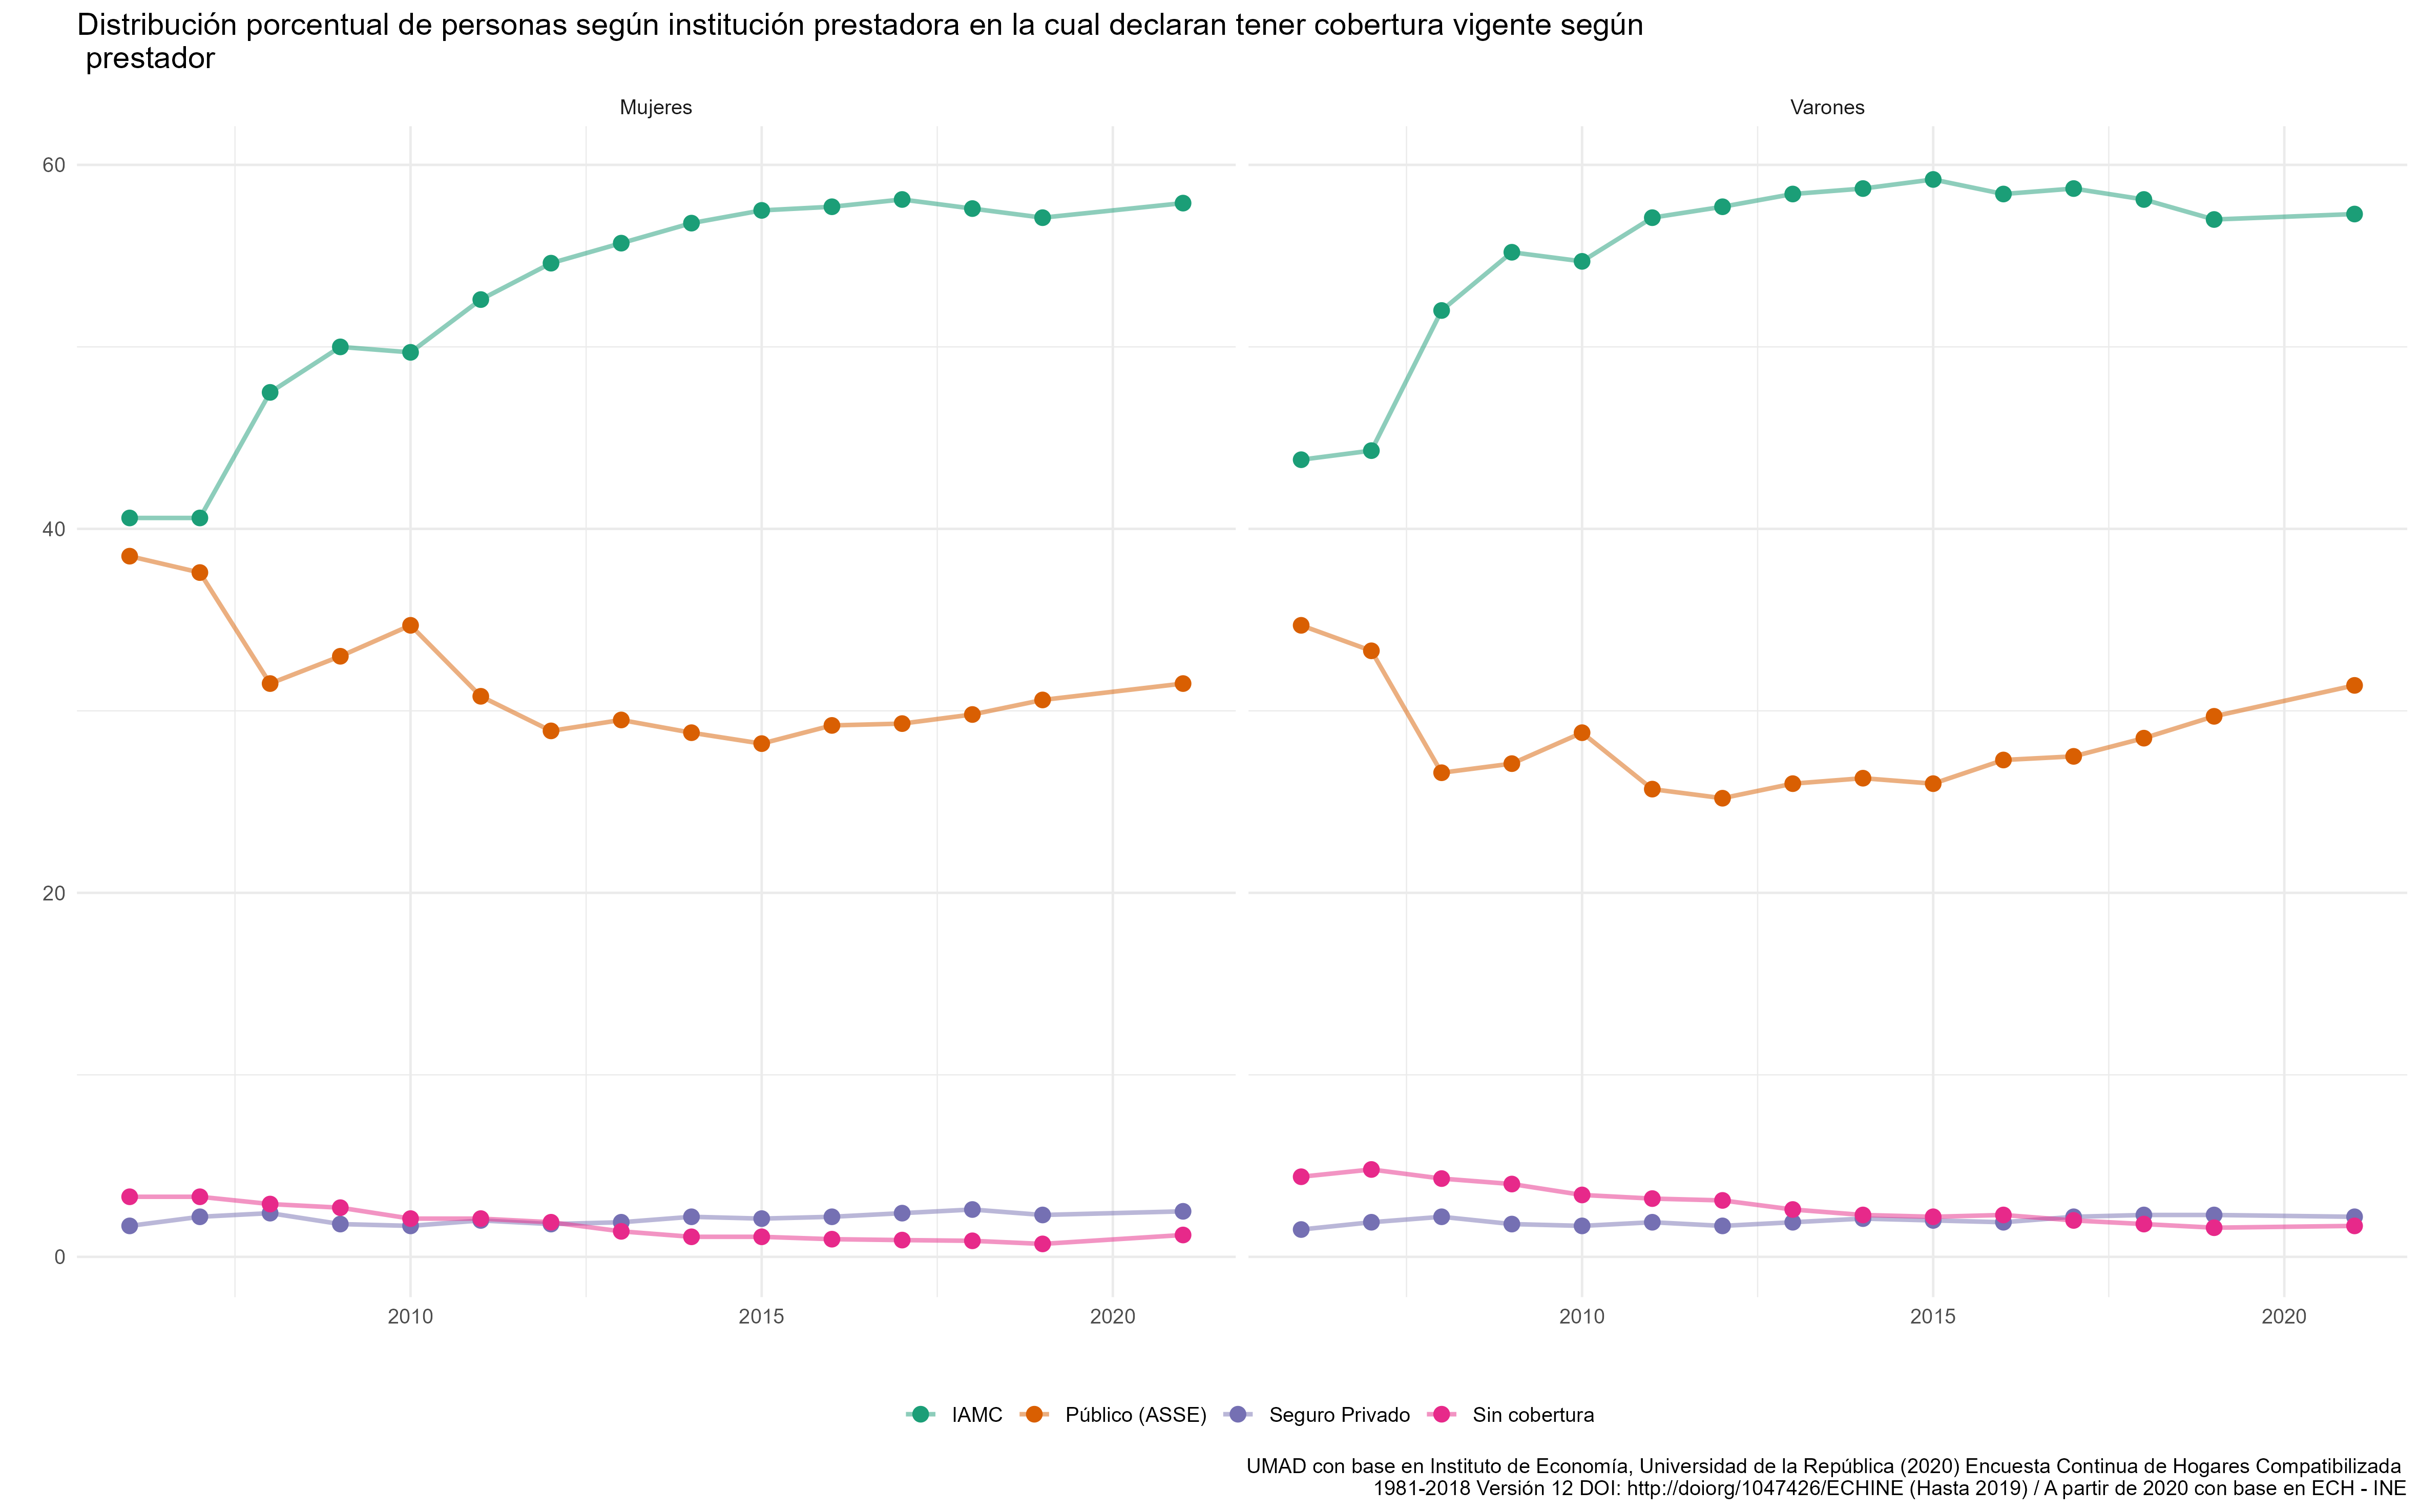 Distribución porcentual de personas según institución prestadora en la cual declaran tener cobertura vigente según
prestador
Mujeres
Varones
60
40
20
0
2010
2015
2020
2010
2015
2020
IAMC
Público (ASSE)
Seguro Privado
Sin cobertura
UMAD con base en Instituto de Economía, Universidad de la República (2020) Encuesta Continua de Hogares Compatibilizada
1981-2018 Versión 12 DOI: http://doiorg/1047426/ECHINE (Hasta 2019) / A partir de 2020 con base en ECH - INE